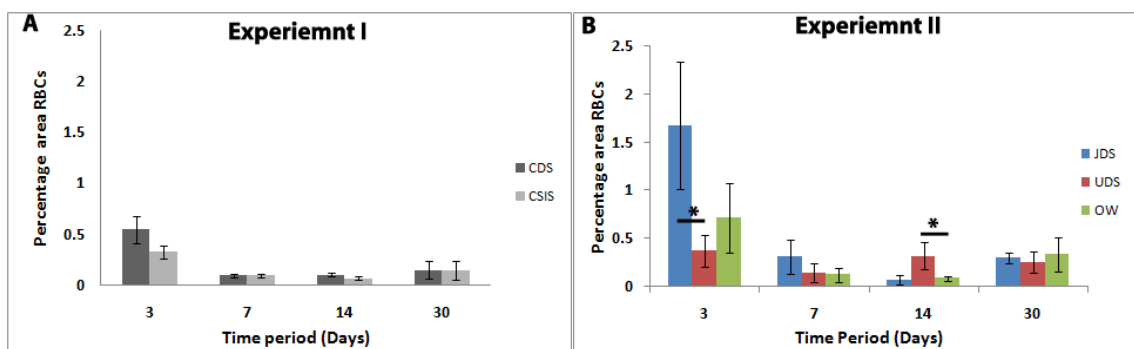 A
Experiemnt I
2.5
2
1.5
1
0.5
0
Percentage area RBCs
3 7 14 30
Time period (Days)
CDS
CSIS
B
Experiemnt II
2.5
2
1.5
1
0.5
0
Percentage area RBCs
*
*
3 7 14 30
Time Period (Days)
JDS
UDS
OW